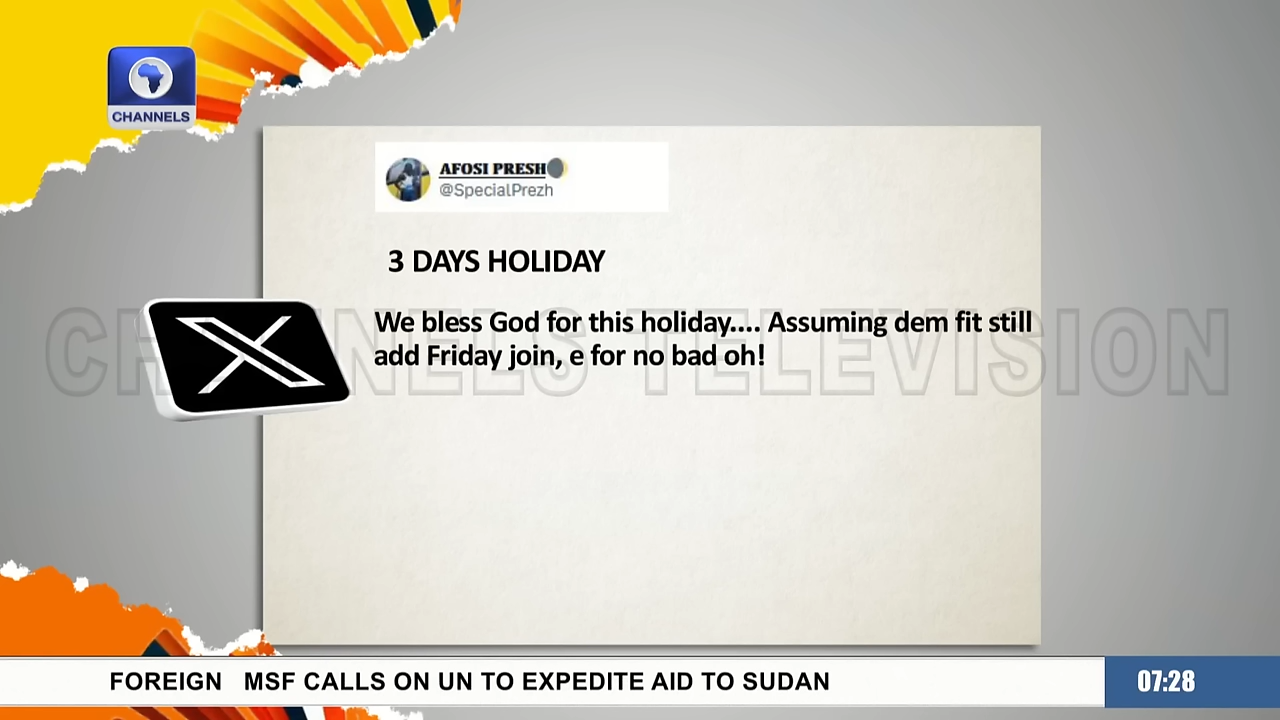 CHANNELS
AFOSI PRESH
@SpecialPrezh
3 DAYS HOLIDAY
We bless God for this holiday.... Assuming dem fit still
add Friday join, e for no bad oh!
CHANNELS TELEVISION
FOREIGN MSF CALLS ON UN TO EXPEDITE AID TO SUDAN
07:28